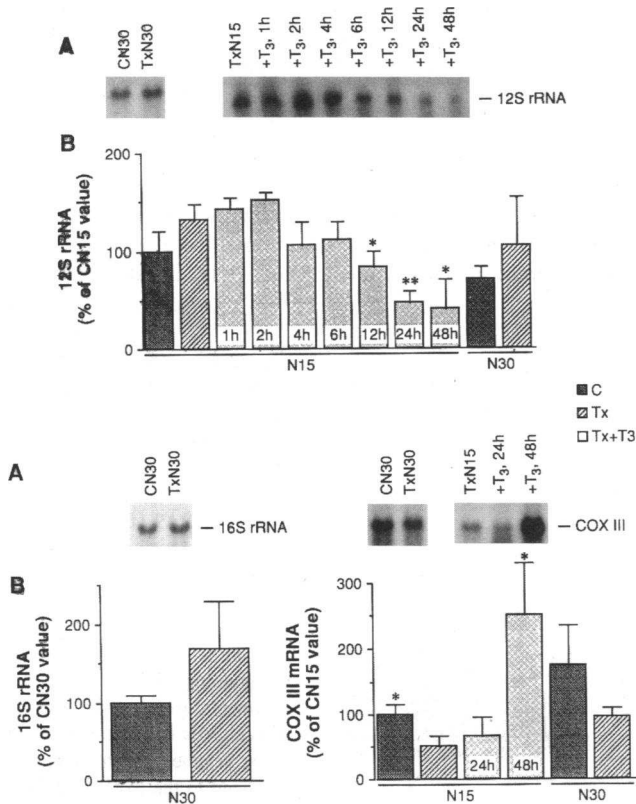 A
CN30
TxN30
TxN15
+T3, 1h
+T3, 2h
+T3, 4h
+T3, 6h
+T3, 12h
+T3, 24h
+T3, 48h
— 12S rRNA
B
12S rRNA
(% of CN15 value)
200
100
0
*
**
*
1h
2h
4h
6h
12h
24h
48h
N15
N30
C
Tx
Tx+T3
A
CN30
TxN30
— 16S rRNA
CN30
TxN30
TxN15
+T3, 24h
+T3, 48h
— COX III
B
16S rRNA
(% of CN30 value)
200
150
100
50
0
N30
COX III mRNA
(% of CN15 value)
300
200
100
0
*
*
24h
48h
N15
N30